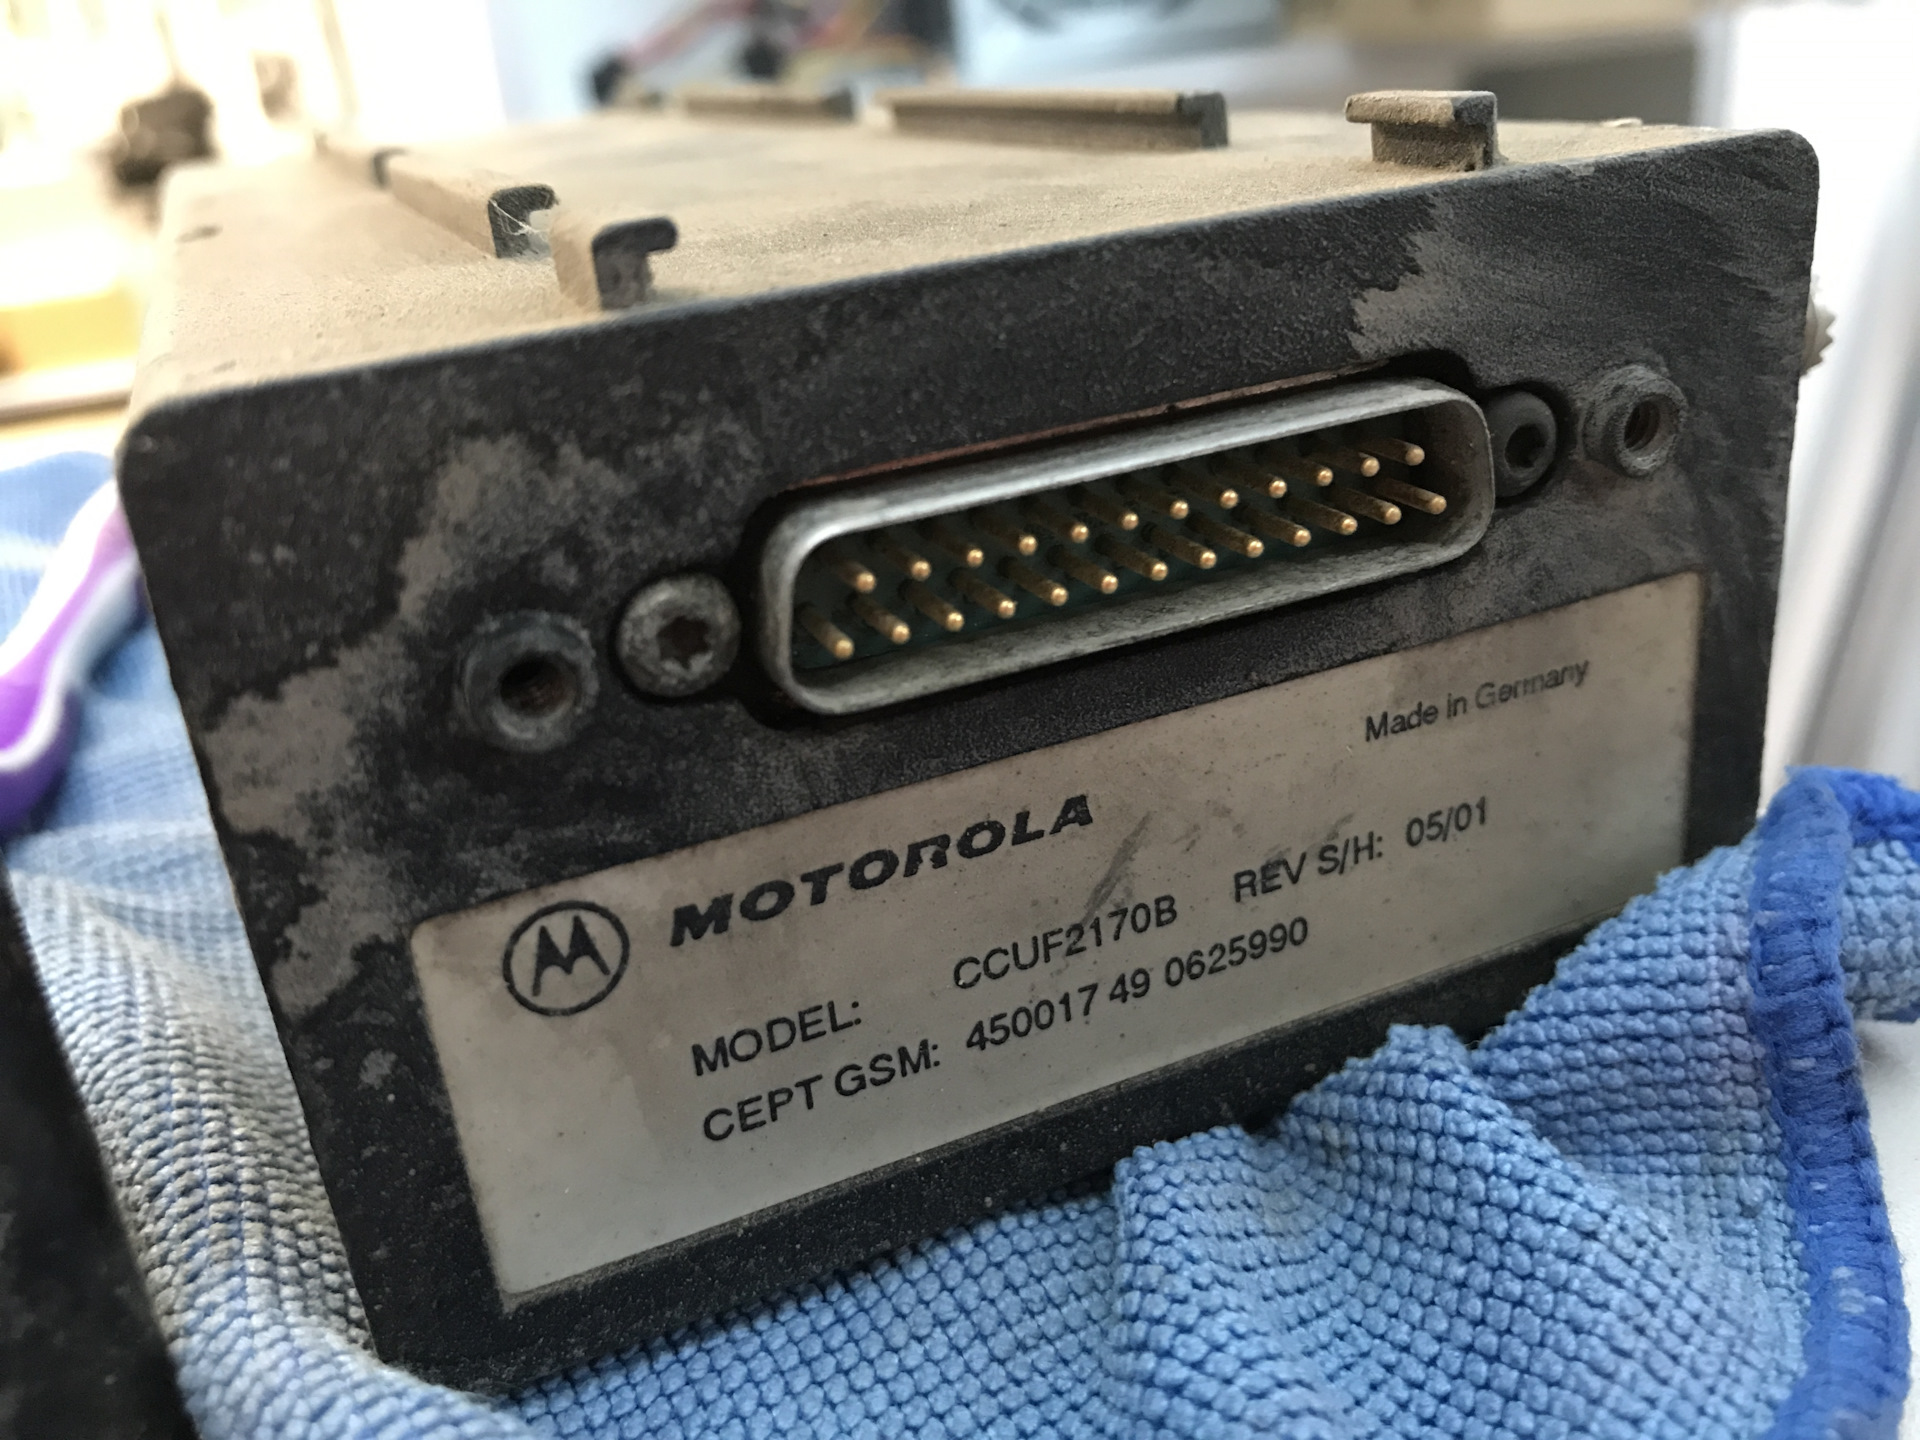 Made in Germany
MOTOROLA
MODEL: CCUF2170B REV S/H: 05/01
CEPT GSM: 450017 49 0625990